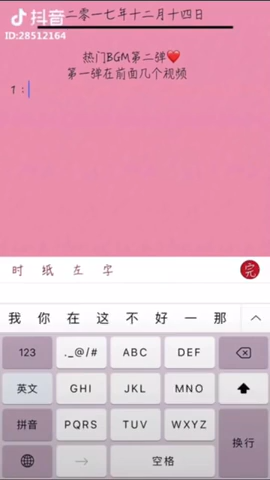 抖音
ID:28512164
二零一七年十二月十四日
热门BGM第二弹❤️
第一弹在前面几个视频
1：
时 纸 左 字 完
我 你 在 这 不 好 一 那
123 ._@/# ABC DEF
英文 GHI JKL MNO
拼音 PQRS TUV WXYZ 换行
空格